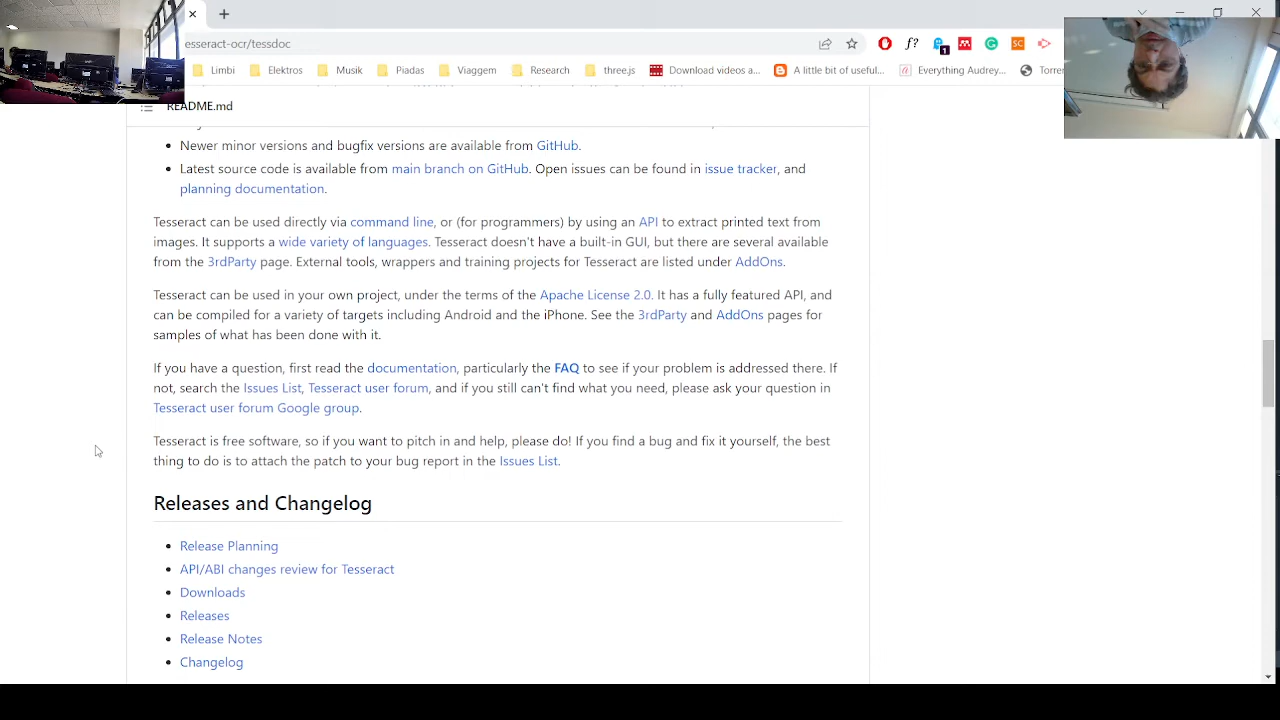 esseract-ocr/tessdoc
f?
1
SC
Limbi
Elektros
Musik
Piadas
Viaggem
Research
three.js
Download videos a...
A little bit of useful...
Everything Audrey...
Torren
README.md
Newer minor versions and bugfix versions are available from GitHub.
Latest source code is available from main branch on GitHub. Open issues can be found in issue tracker, and
planning documentation.
Tesseract can be used directly via command line, or (for programmers) by using an API to extract printed text from
images. It supports a wide variety of languages. Tesseract doesn't have a built-in GUI, but there are several available
from the 3rdParty page. External tools, wrappers and training projects for Tesseract are listed under AddOns.
Tesseract can be used in your own project, under the terms of the Apache License 2.0. It has a fully featured API, and
can be compiled for a variety of targets including Android and the iPhone. See the 3rdParty and AddOns pages for
samples of what has been done with it.
If you have a question, first read the documentation, particularly the FAQ to see if your problem is addressed there. If
not, search the Issues List, Tesseract user forum, and if you still can't find what you need, please ask your question in
Tesseract user forum Google group.
Tesseract is free software, so if you want to pitch in and help, please do! If you find a bug and fix it yourself, the best
thing to do is to attach the patch to your bug report in the Issues List.
Releases and Changelog
Release Planning
API/ABI changes review for Tesseract
Downloads
Releases
Release Notes
Changelog